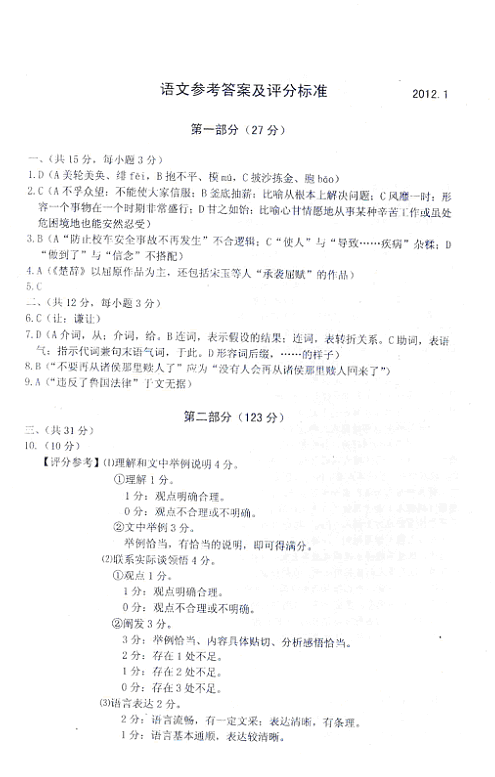 语文参考答案及评分标准 2012.1
第一部分（27分）
一、（共15分，每小题3分）
1.D（A美轮美奂、绯fēi，B抱不平、模mú，C披沙拣金、胞bāo）
2.C（A不孚众望：不能使大家信服；B釜底抽薪：比喻从根本上解决问题；C风靡一时：形
容一个事物在一个时期非常盛行；D甘之如饴：比喻心甘情愿地从事某种辛苦工作或虽处
危困境地也能安然忍受）
3.B（A“防止校车安全事故不再发生”不合逻辑；C“使人”与“导致……疾病”杂糅；D
“做到了”与“信念”不搭配）
4.A（《楚辞》以屈原作品为主，还包括宋玉等人“承袭屈赋”的作品）
5.C
二、（共12分，每小题3分）
6.C（让：谦让）
7.D（A介词，从；介词，给。B连词，表示假设的结果；连词，表转折关系。C助词，表语
气；指示代词兼句末语气词，于此。D形容词后缀，……的样子）
8.B（“不要再从诸侯那里赎人了”应为“没有人会再从诸侯那里赎人回来了”）
9.A（“违反了鲁国法律”于文无据）
第二部分（123分）
三、（共31分）
10.（10分）
【评分参考】⑴理解和文中举例说明4分。
①理解1分。
1分：观点明确合理。
0分：观点不合理或不明确。
②文中举例3分。
举例恰当，有恰当的说明，即可得满分。
⑵联系实际谈领悟4分。
①观点1分。
1分：观点明确合理。
0分：观点不合理或不明确。
②阐发3分。
3分：举例恰当、内容具体贴切、分析感悟恰当。
2分：存在1处不足。
1分：存在2处不足。
0分：存在3处不足。
⑶语言表达2分。
2分：语言流畅，有一定文采；表达清晰，有条理。
1分：语言基本通顺，表达较清晰。